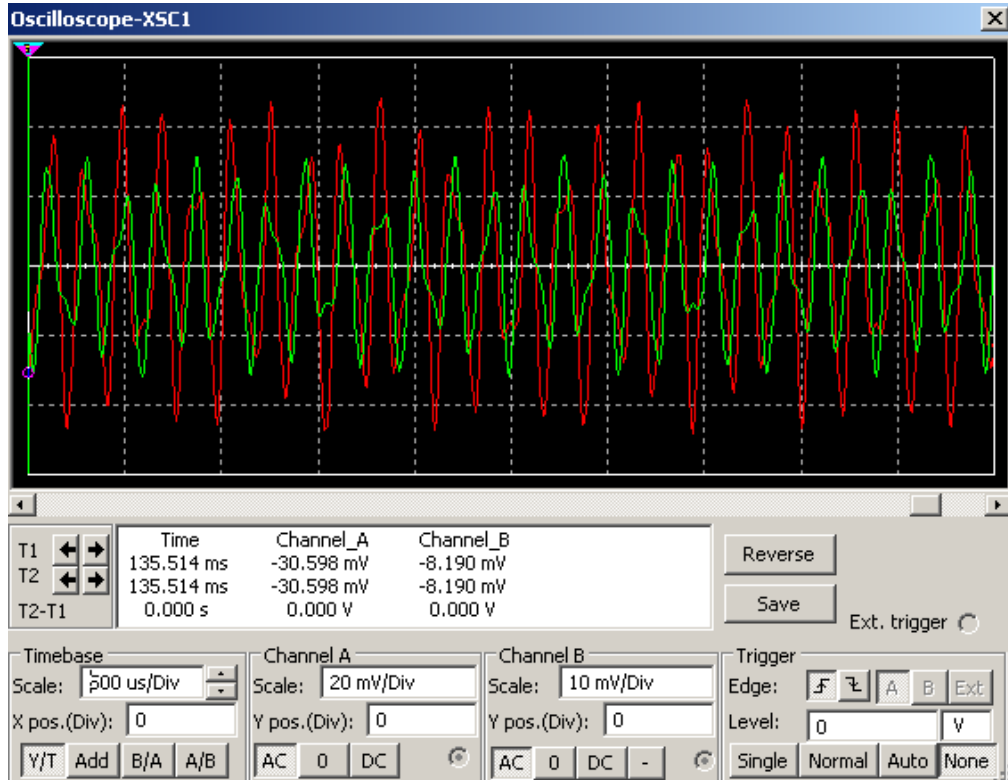 Oscilloscope-XSC1
T1
T2
T2-T1
Time Channel_A Channel_B
135.514 ms -30.598 mV -8.190 mV
135.514 ms -30.598 mV -8.190 mV
0.000 s 0.000 V 0.000 V
Reverse
Save
Ext. trigger
Timebase
Scale: 500 us/Div
X pos.(Div): 0
Y/T Add B/A A/B
Channel A
Scale: 20 mV/Div
Y pos.(Div): 0
AC 0 DC
Channel B
Scale: 10 mV/Div
Y pos.(Div): 0
AC 0 DC -
Trigger
Edge: A B Ext
Level: 0 V
Single Normal Auto None